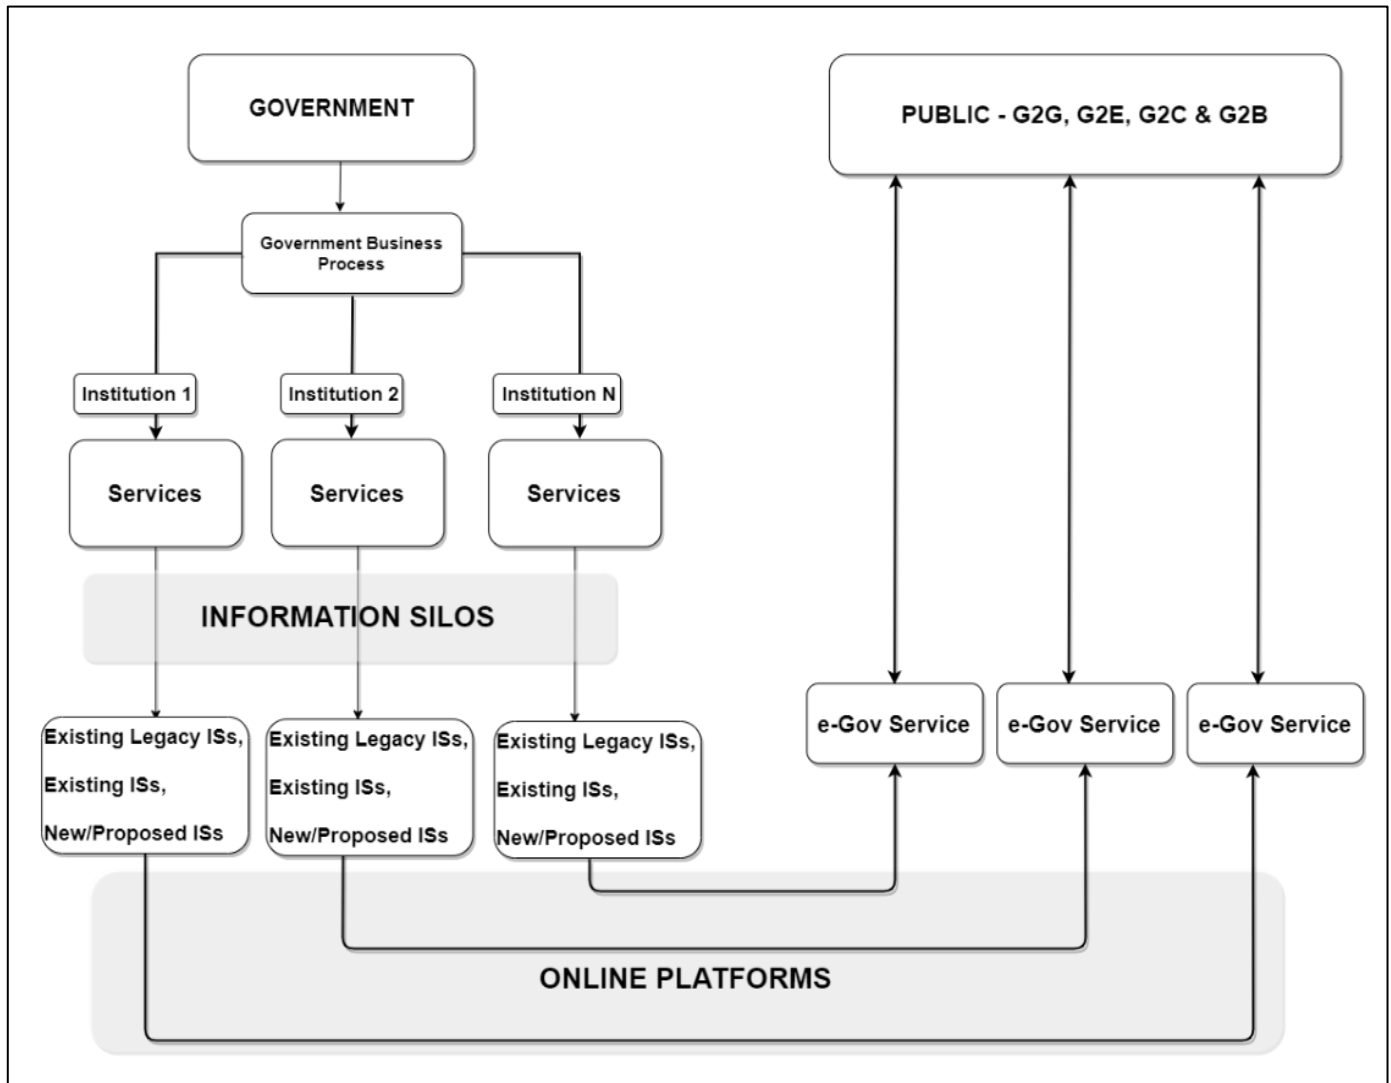 GOVERNMENT
PUBLIC - G2G, G2E, G2C & G2B
Government Business
Process
Institution 1
Institution 2
Institution N
Services
Services
Services
INFORMATION SILOS
Existing Legacy ISs,
Existing ISs,
New/Proposed ISs
Existing Legacy ISs,
Existing ISs,
New/Proposed ISs
Existing Legacy ISs,
Existing ISs,
New/Proposed ISs
e-Gov Service
e-Gov Service
e-Gov Service
ONLINE PLATFORMS